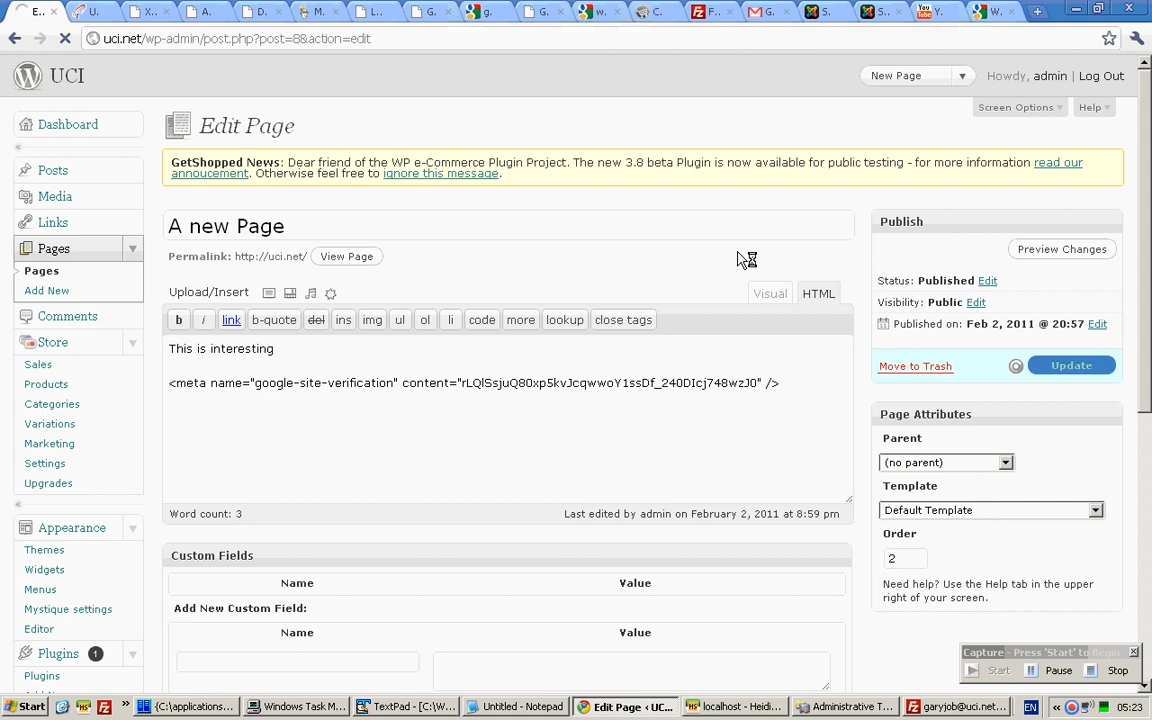 E..
U.
X...
A.
D..
M.
L..
G.
g.
G.
w.
C.
F..
G..
S.
S..
You Tube Y.
W.
uci.net/wp-admin/post.php?post=8&action=edit
UCI
New Page
Howdy, admin | Log Out
Screen Options
Help
Dashboard
Edit Page
GetShopped News: Dear friend of the WP e-Commerce Plugin Project. The new 3.8 beta Plugin is now available for public testing - for more information read our
annoucement. Otherwise feel free to ignore this message.
Posts
Media
Links
Pages
Pages
Add New
Comments
Store
Sales
Products
Categories
Variations
Marketing
Settings
Upgrades
Appearance
Themes
Widgets
Menus
Mystique settings
Editor
Plugins 1
Plugins
A new Page
Permalink: http://uci.net/ View Page
Upload/Insert
Visual HTML
b i link b-quote del ins img ul ol li code more lookup close tags
This is interesting
<meta name="google-site-verification" content="rLQlSsjuQ80xp5kvJcqwwoY1ssDf_240DIcj748wzJ0" />
Word count: 3
Last edited by admin on February 2, 2011 at 8:59 pm
Custom Fields
Name Value
Add New Custom Field:
Name Value
Publish
Preview Changes
Status: Published Edit
Visibility: Public Edit
Published on: Feb 2, 2011 @ 20:57 Edit
Move to Trash
Update
Page Attributes
Parent
(no parent)
Template
Default Template
Order
2
Need help? Use the Help tab in the upper
right of your screen.
Capture - Press 'Start' to Begin
Start Pause Stop
Start
{C:\applications...
Windows Task M...
TextPad - [C:\W...
Untitled - Notepad
Edit Page ‹ UC...
localhost - Heidi...
Administrative T...
garyjob@uci.net...
EN
05:23